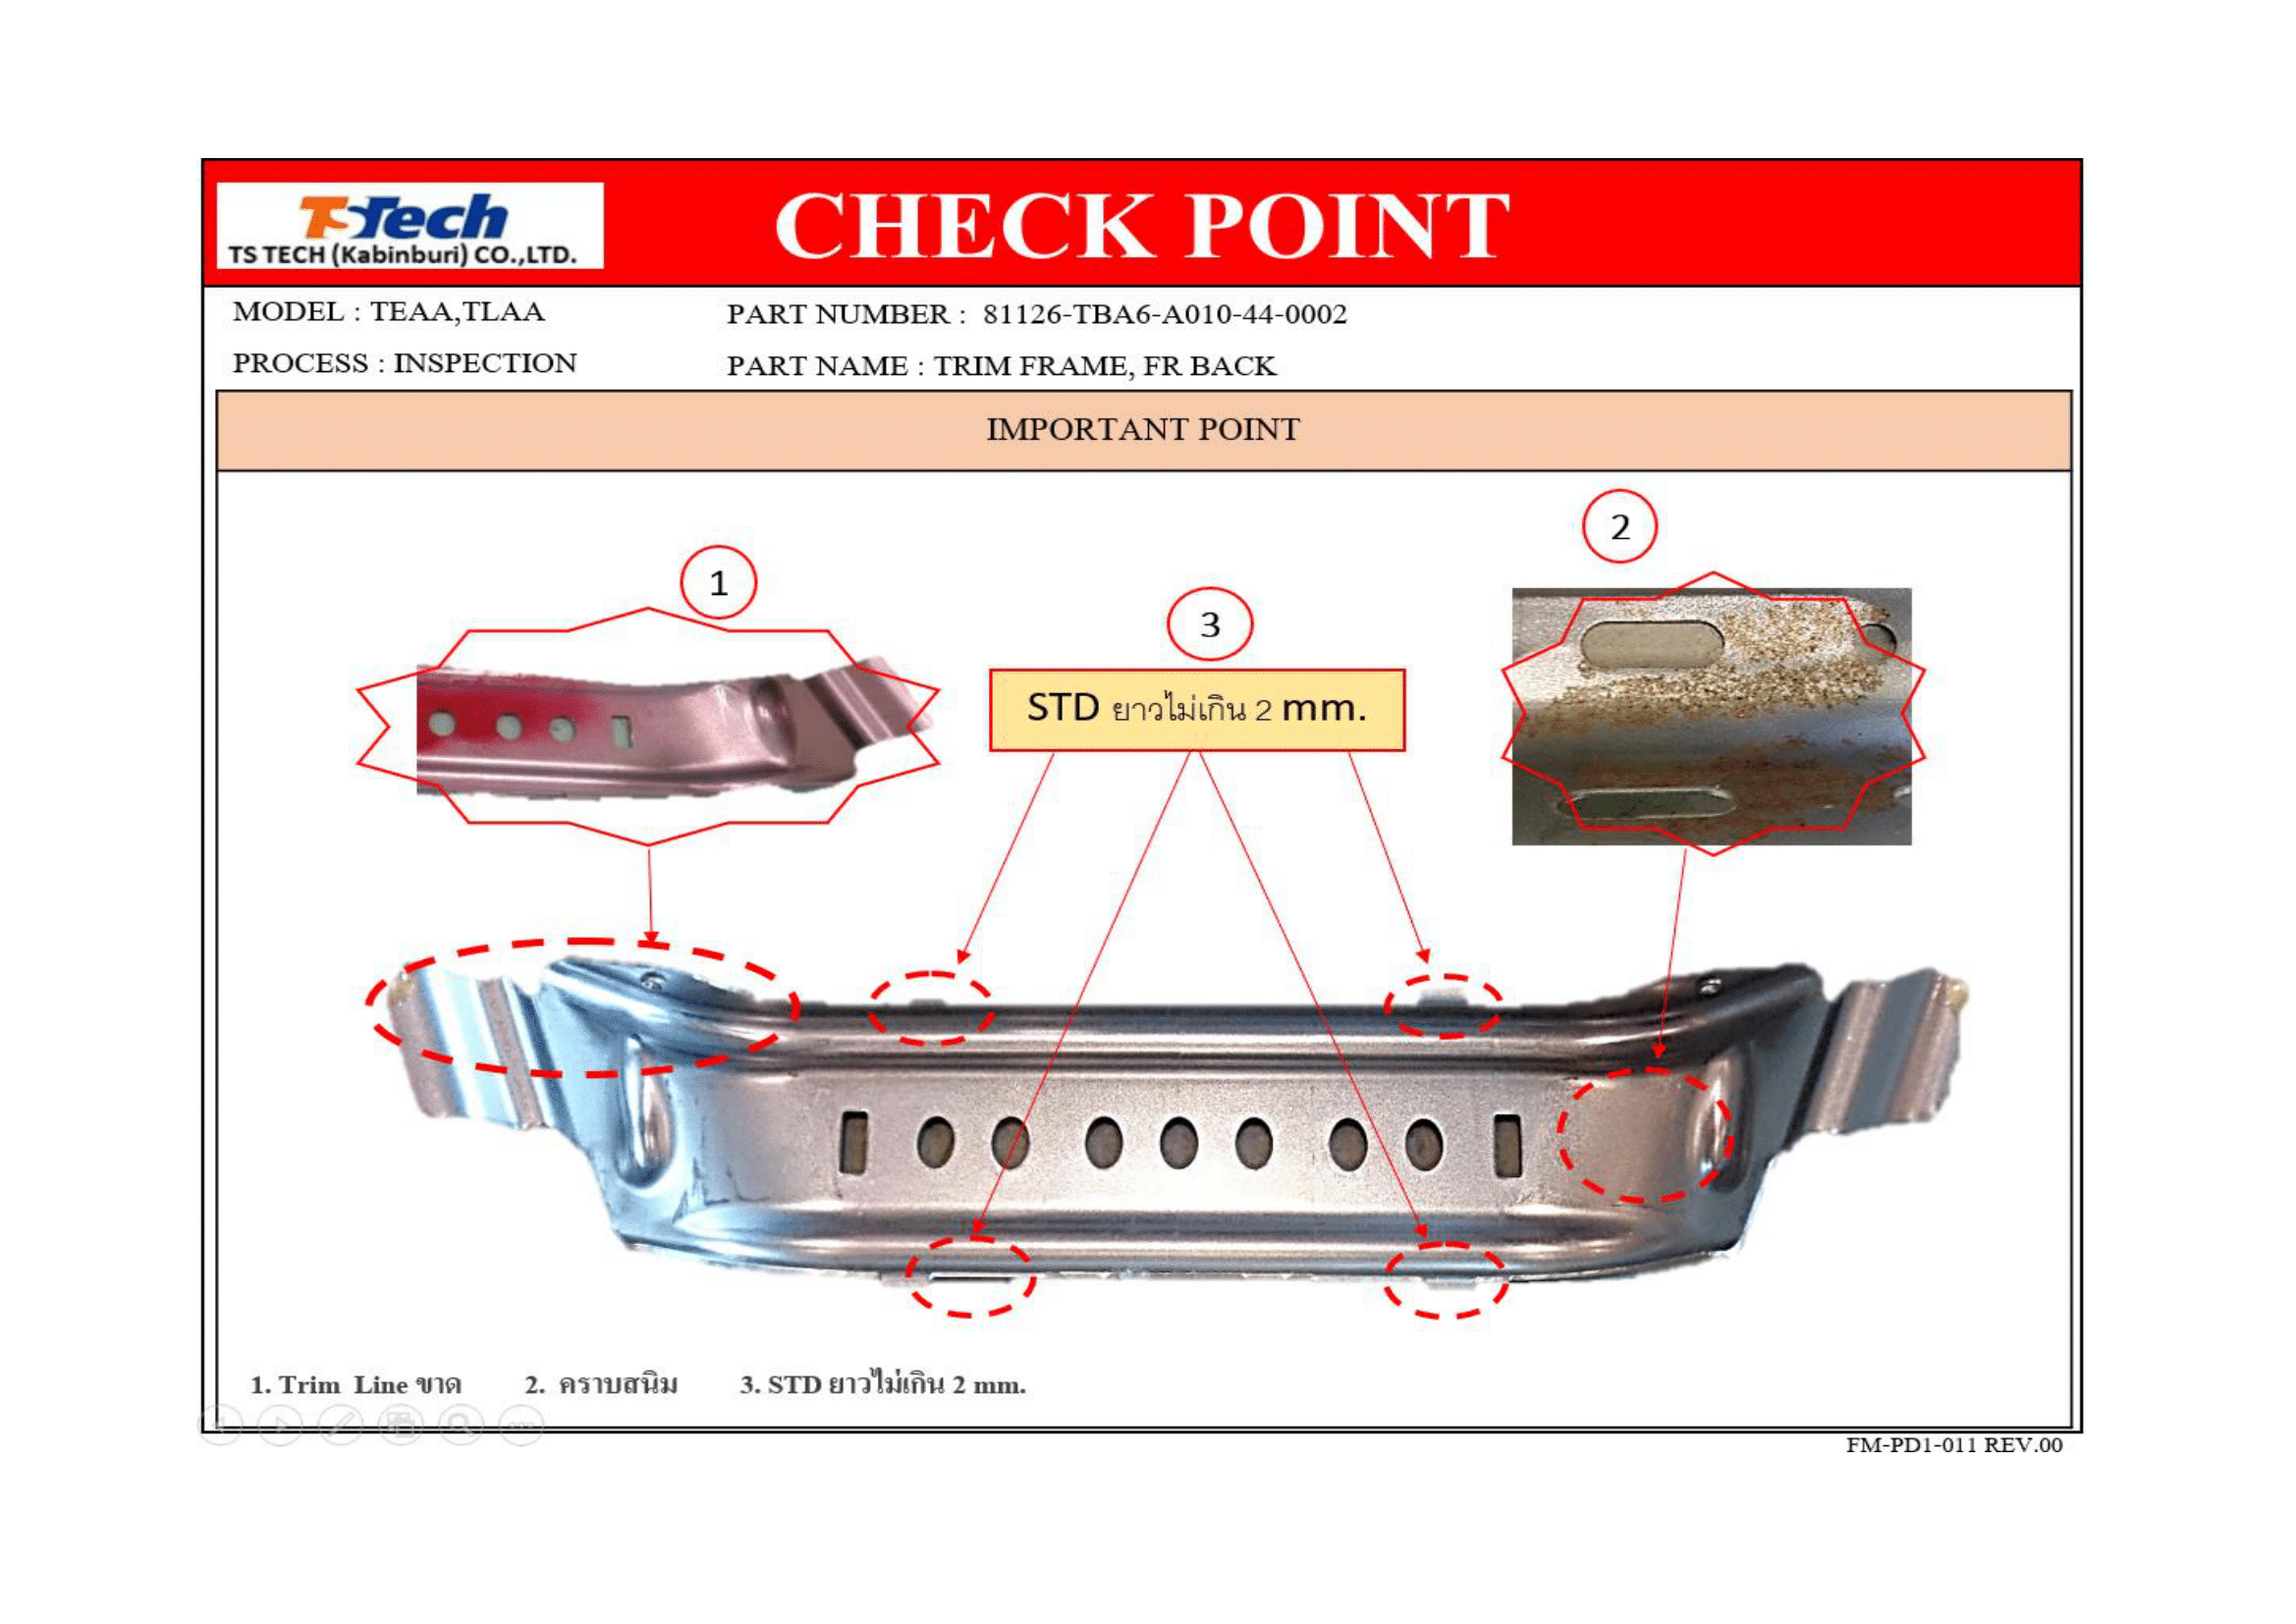 TSTech
TS TECH (Kabinburi) CO.,LTD.
CHECK POINT
MODEL : TEAA,TLAA
PART NUMBER : 81126-TBA6-A010-44-0002
PROCESS : INSPECTION
PART NAME : TRIM FRAME, FR BACK
IMPORTANT POINT
1
2
3
STD ยาวไม่เกิน 2 mm.
1. Trim Line ขาด 2. คราบสนิม 3. STD ยาวไม่เกิน 2 mm.
FM-PD1-011 REV.00